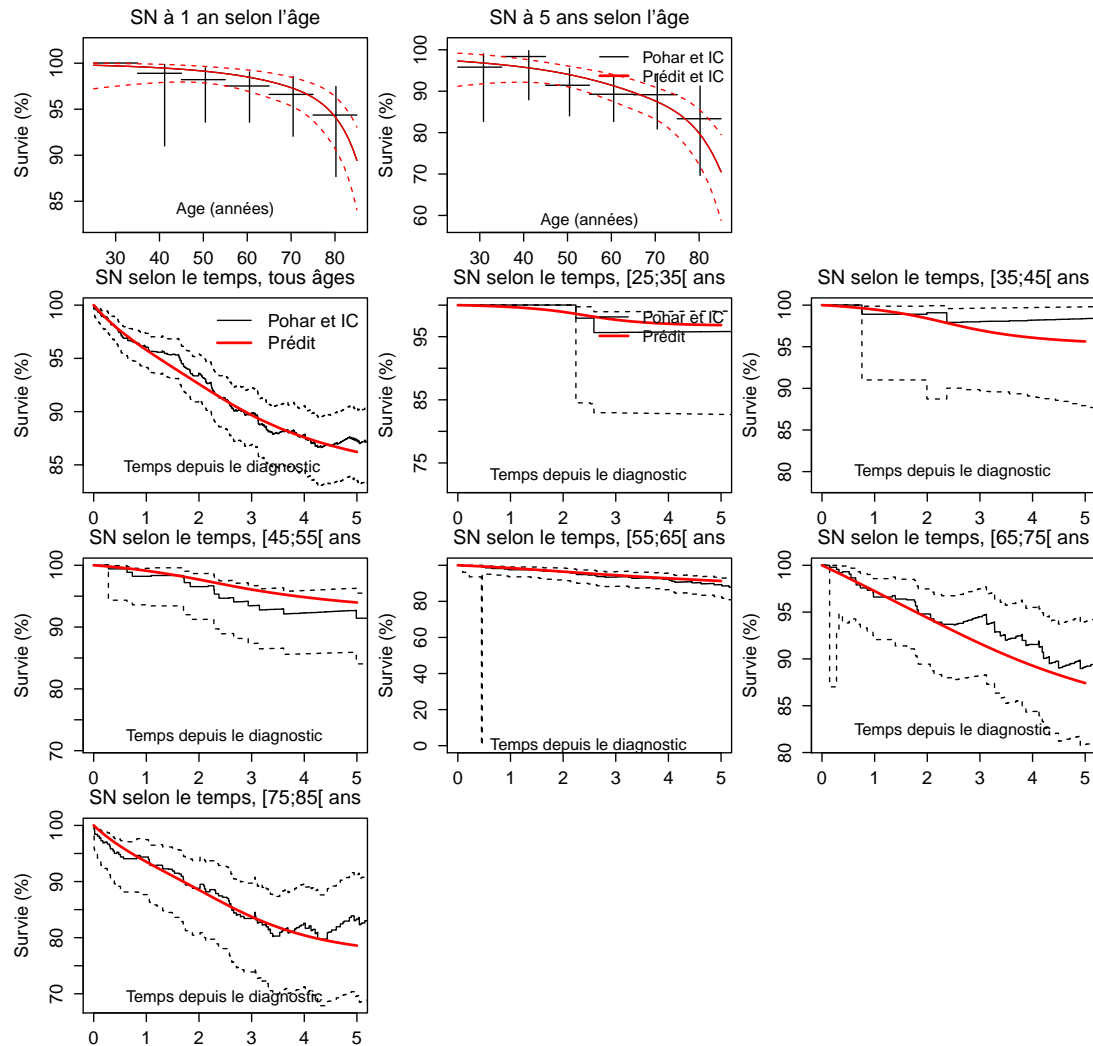 SN à 1 an selon l'âge
Survie (%)
100
95
90
85
Age (années)
30 40 50 60 70 80
SN à 5 ans selon l'âge
Survie (%)
100
90
80
70
60
Pohar et IC
Prédit et IC
Age (années)
30 40 50 60 70 80
SN selon le temps, tous âges
Survie (%)
100
95
90
85
Pohar et IC
Prédit
Temps depuis le diagnostic
0 1 2 3 4 5
SN selon le temps, [25;35[ ans
Survie (%)
95
85
75
Pohar et IC
Prédit
Temps depuis le diagnostic
0 1 2 3 4 5
SN selon le temps, [35;45[ ans
Survie (%)
100
95
90
85
80
Temps depuis le diagnostic
0 1 2 3 4 5
SN selon le temps, [45;55[ ans
Survie (%)
100
90
80
70
Temps depuis le diagnostic
0 1 2 3 4 5
SN selon le temps, [55;65[ ans
Survie (%)
80
60
40
20
0
Temps depuis le diagnostic
0 1 2 3 4 5
SN selon le temps, [65;75[ ans
Survie (%)
100
95
90
85
80
Temps depuis le diagnostic
0 1 2 3 4 5
SN selon le temps, [75;85[ ans
Survie (%)
100
90
80
70
Temps depuis le diagnostic
0 1 2 3 4 5